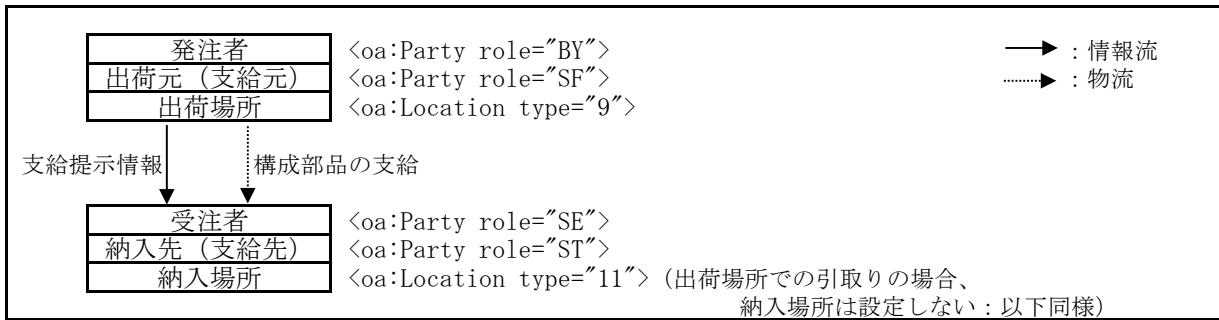 発注者 <oa:Party role="BY"> ：情報流
出荷元（支給元） <oa:Party role="SF"> ：物流
出荷場所 <oa:Location type="9">
支給提示情報 構成部品の支給
受注者 <oa:Party role="SE">
納入先（支給先） <oa:Party role="ST">
納入場所 <oa:Location type="11">（出荷場所での引取りの場合、
納入場所は設定しない：以下同様）